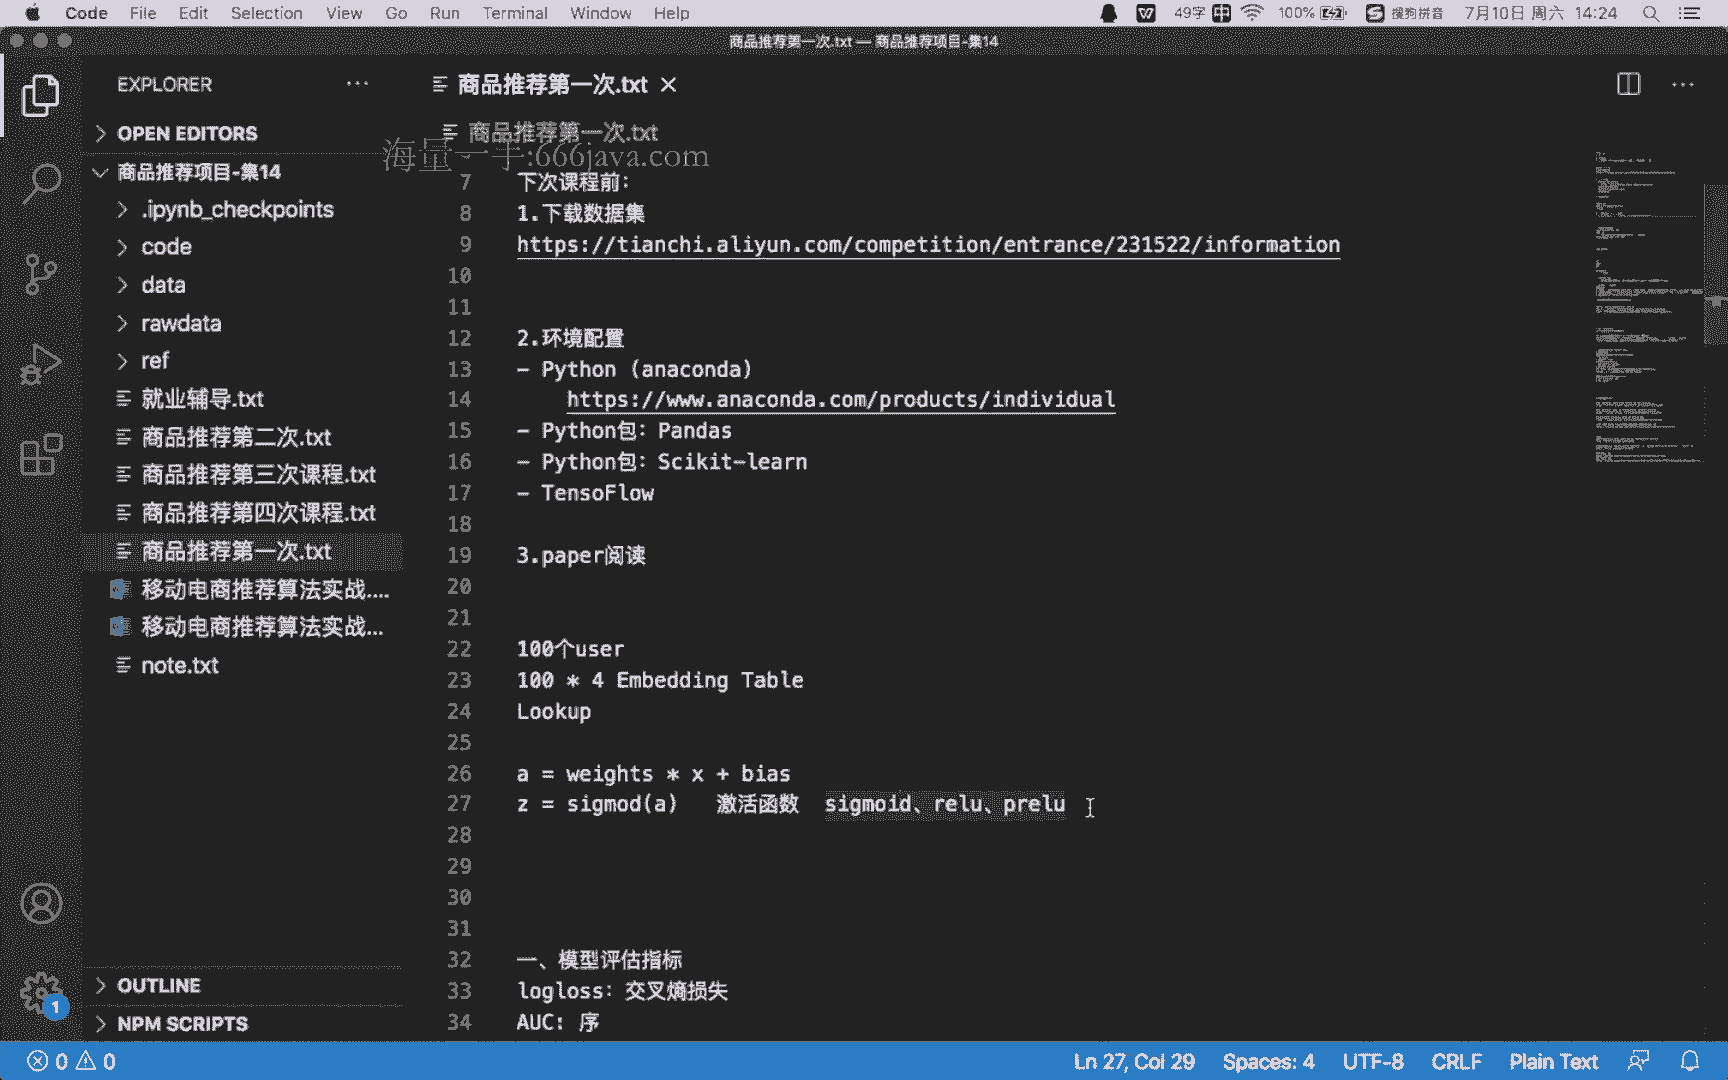 Code File Edit Selection View Go Run Terminal Window Help 49字 中 100% S 搜狗拼音 7月10日 周六 14:24
商品推荐第一次.txt — 商品推荐项目-集14
EXPLORER
商品推荐第一次.txt
OPEN EDITORS
商品推荐第一次.txt
海量一手:666java.com
商品推荐项目-集14
.ipynb_checkpoints
code
data
rawdata
ref
就业辅导.txt
商品推荐第二次.txt
商品推荐第三次课程.txt
商品推荐第四次课程.txt
商品推荐第一次.txt
移动电商推荐算法实战....
移动电商推荐算法实战...
note.txt
OUTLINE
NPM SCRIPTS
7 下次课程前:
8 1.下载数据集
9 https://tianchi.aliyun.com/competition/entrance/231522/information
10
11
12 2.环境配置
13 - Python (anaconda)
14 https://www.anaconda.com/products/individual
15 - Python包: Pandas
16 - Python包: Scikit-learn
17 - TensoFlow
18
19 3.paper阅读
20
21
22 100个user
23 100 * 4 Embedding Table
24 Lookup
25
26 a = weights * x + bias
27 z = sigmod(a) 激活函数 sigmoid、relu、prelu
28
29
30
31
32 一、模型评估指标
33 logloss: 交叉熵损失
34 AUC: 序
1
0 0 Ln 27, Col 29 Spaces: 4 UTF-8 CRLF Plain Text